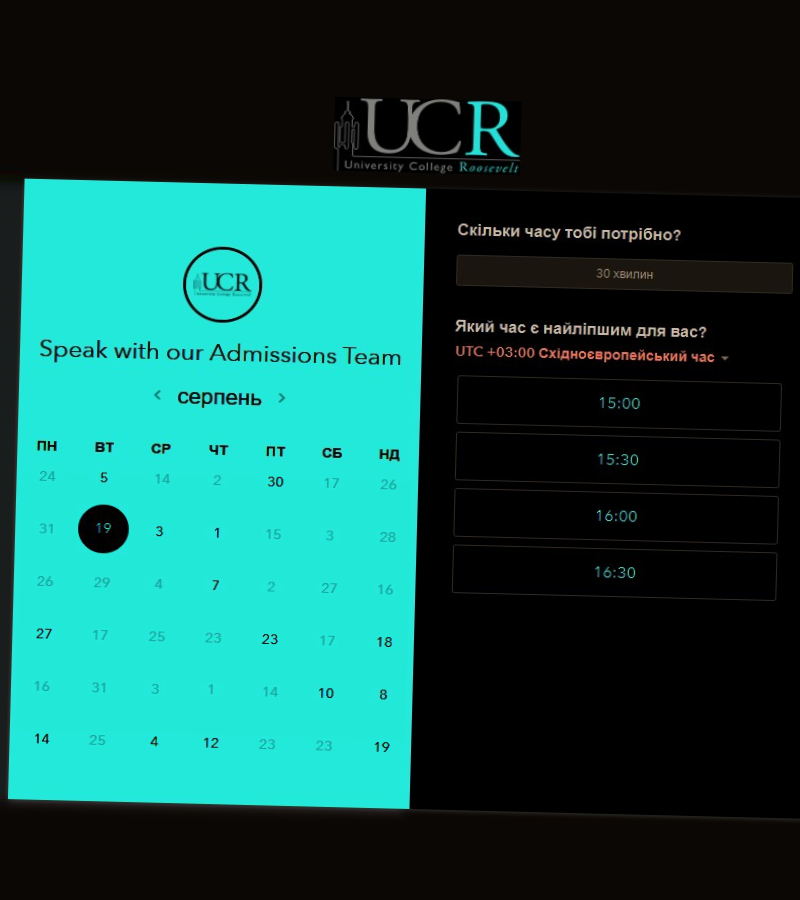 UCR
University College Roosevelt
UCR
Speak with our Admissions Team
серпень
ПН ВТ СР ЧТ ПТ СБ НД
24 5 14 2 30 17 26
31 19 3 1 15 3 28
26 29 4 7 2 27 16
27 17 25 23 23 17 18
16 31 3 1 14 10 8
14 25 4 12 23 23 19
Скільки часу тобі потрібно?
30 хвилин
Який час є найліпшим для вас?
UTC +03:00 Східноєвропейський час
15:00
15:30
16:00
16:30